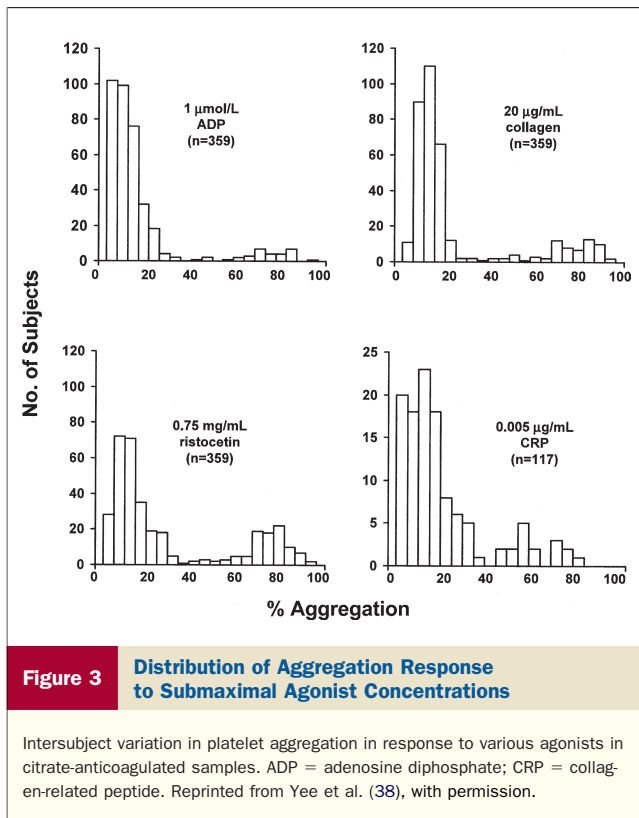 No. of Subjects
120
100
80
60
40
20
0
1 µmol/L
ADP
(n=359)
0 20 40 60 80 100
120
100
80
60
40
20
0
20 µg/mL
collagen
(n=359)
0 20 40 60 80 100
120
100
80
60
40
20
0
0.75 mg/mL
ristocetin
(n=359)
0 20 40 60 80 100
25
20
15
10
5
0
0.005 µg/mL
CRP
(n=117)
0 20 40 60 80 100
% Aggregation
Figure 3
Distribution of Aggregation Response
to Submaximal Agonist Concentrations
Intersubject variation in platelet aggregation in response to various agonists in
citrate-anticoagulated samples. ADP = adenosine diphosphate; CRP = collag-
en-related peptide. Reprinted from Yee et al. (38), with permission.